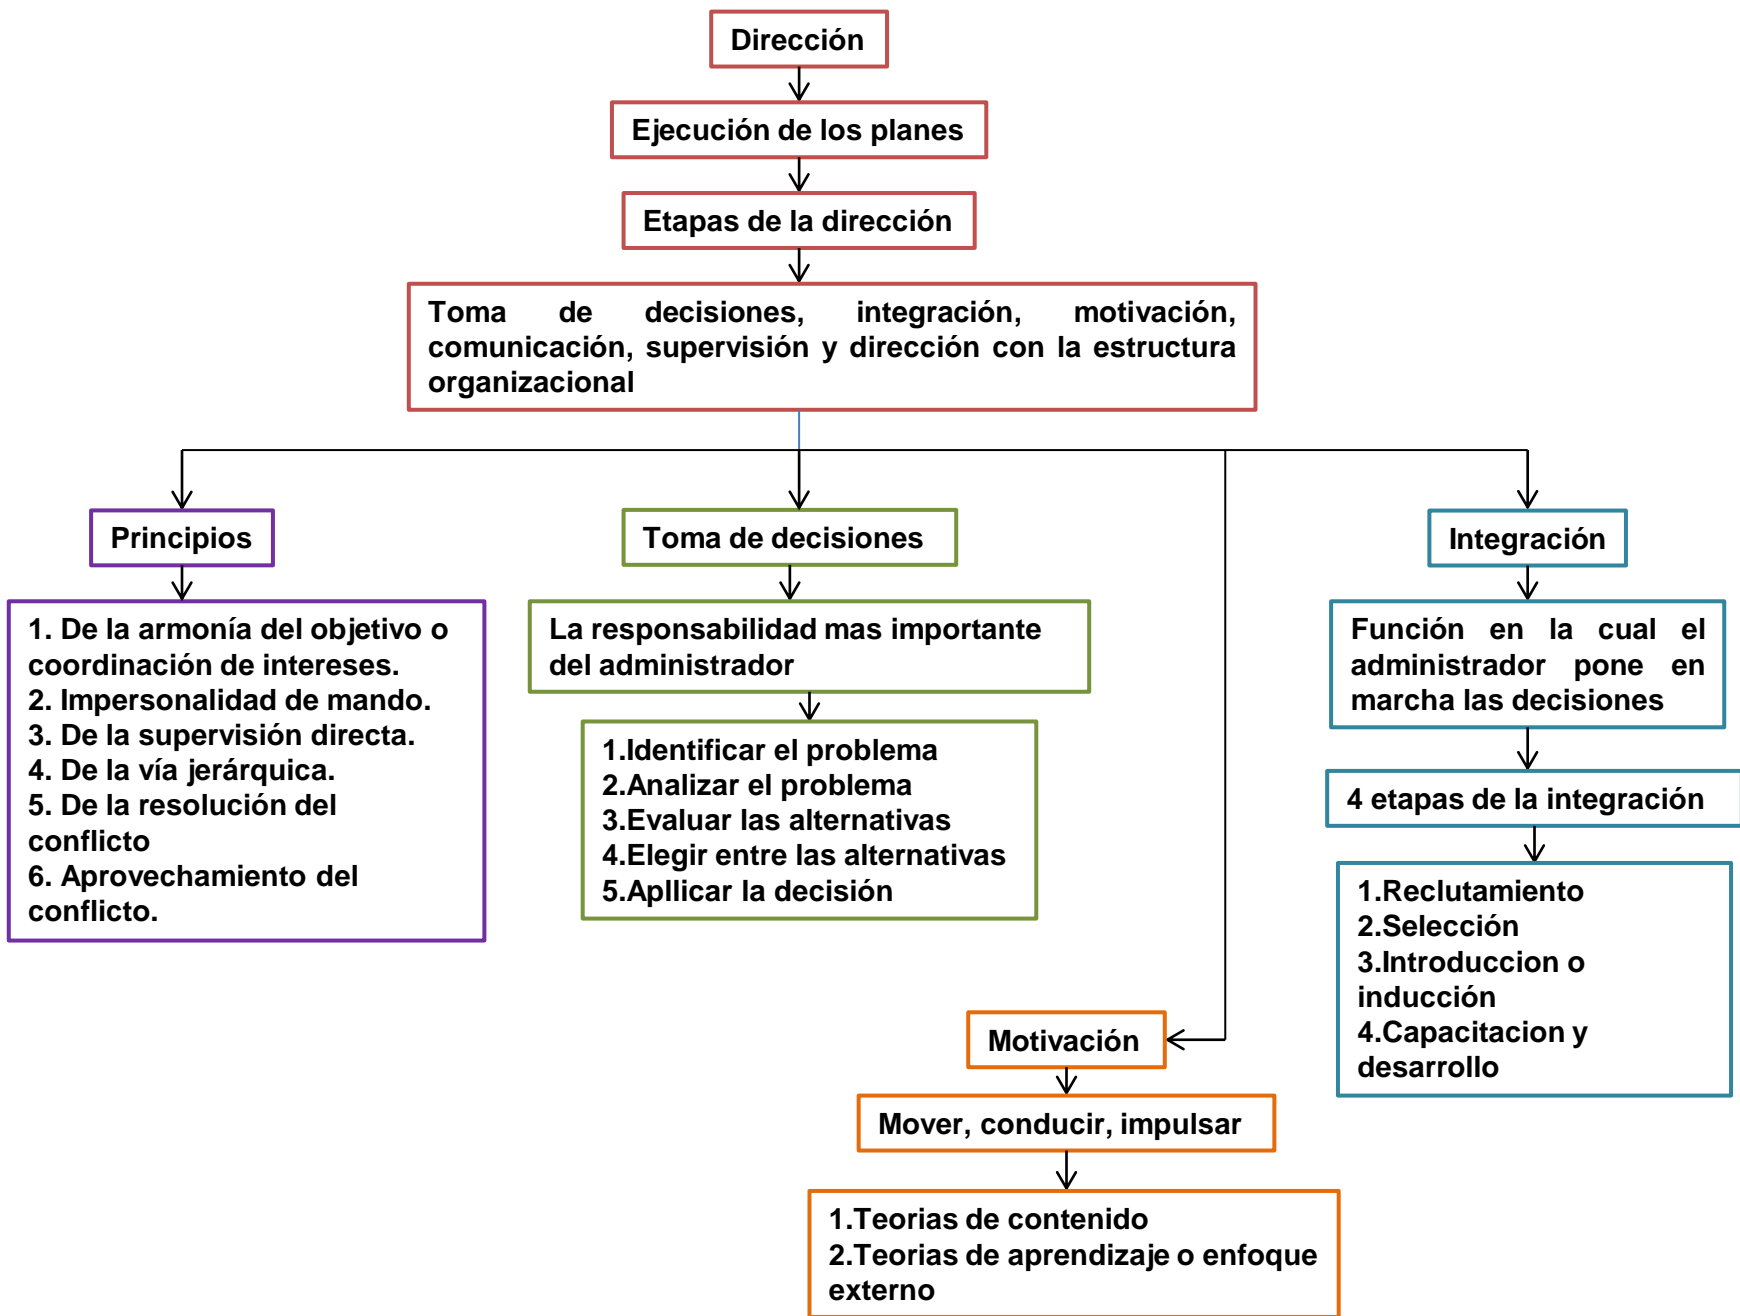 Dirección
Ejecución de los planes
Etapas de la dirección
Toma de decisiones, integración, motivación,
comunicación, supervisión y dirección con la estructura
organizacional
Principios
1. De la armonía del objetivo o
coordinación de intereses.
2. Impersonalidad de mando.
3. De la supervisión directa.
4. De la vía jerárquica.
5. De la resolución del
conflicto
6. Aprovechamiento del
conflicto.
Toma de decisiones
La responsabilidad mas importante
del administrador
1.Identificar el problema
2.Analizar el problema
3.Evaluar las alternativas
4.Elegir entre las alternativas
5.Apllicar la decisión
Integración
Función en la cual el
administrador pone en
marcha las decisiones
4 etapas de la integración
1.Reclutamiento
2.Selección
3.Introduccion o
inducción
4.Capacitacion y
desarrollo
Motivación
Mover, conducir, impulsar
1.Teorias de contenido
2.Teorias de aprendizaje o enfoque
externo